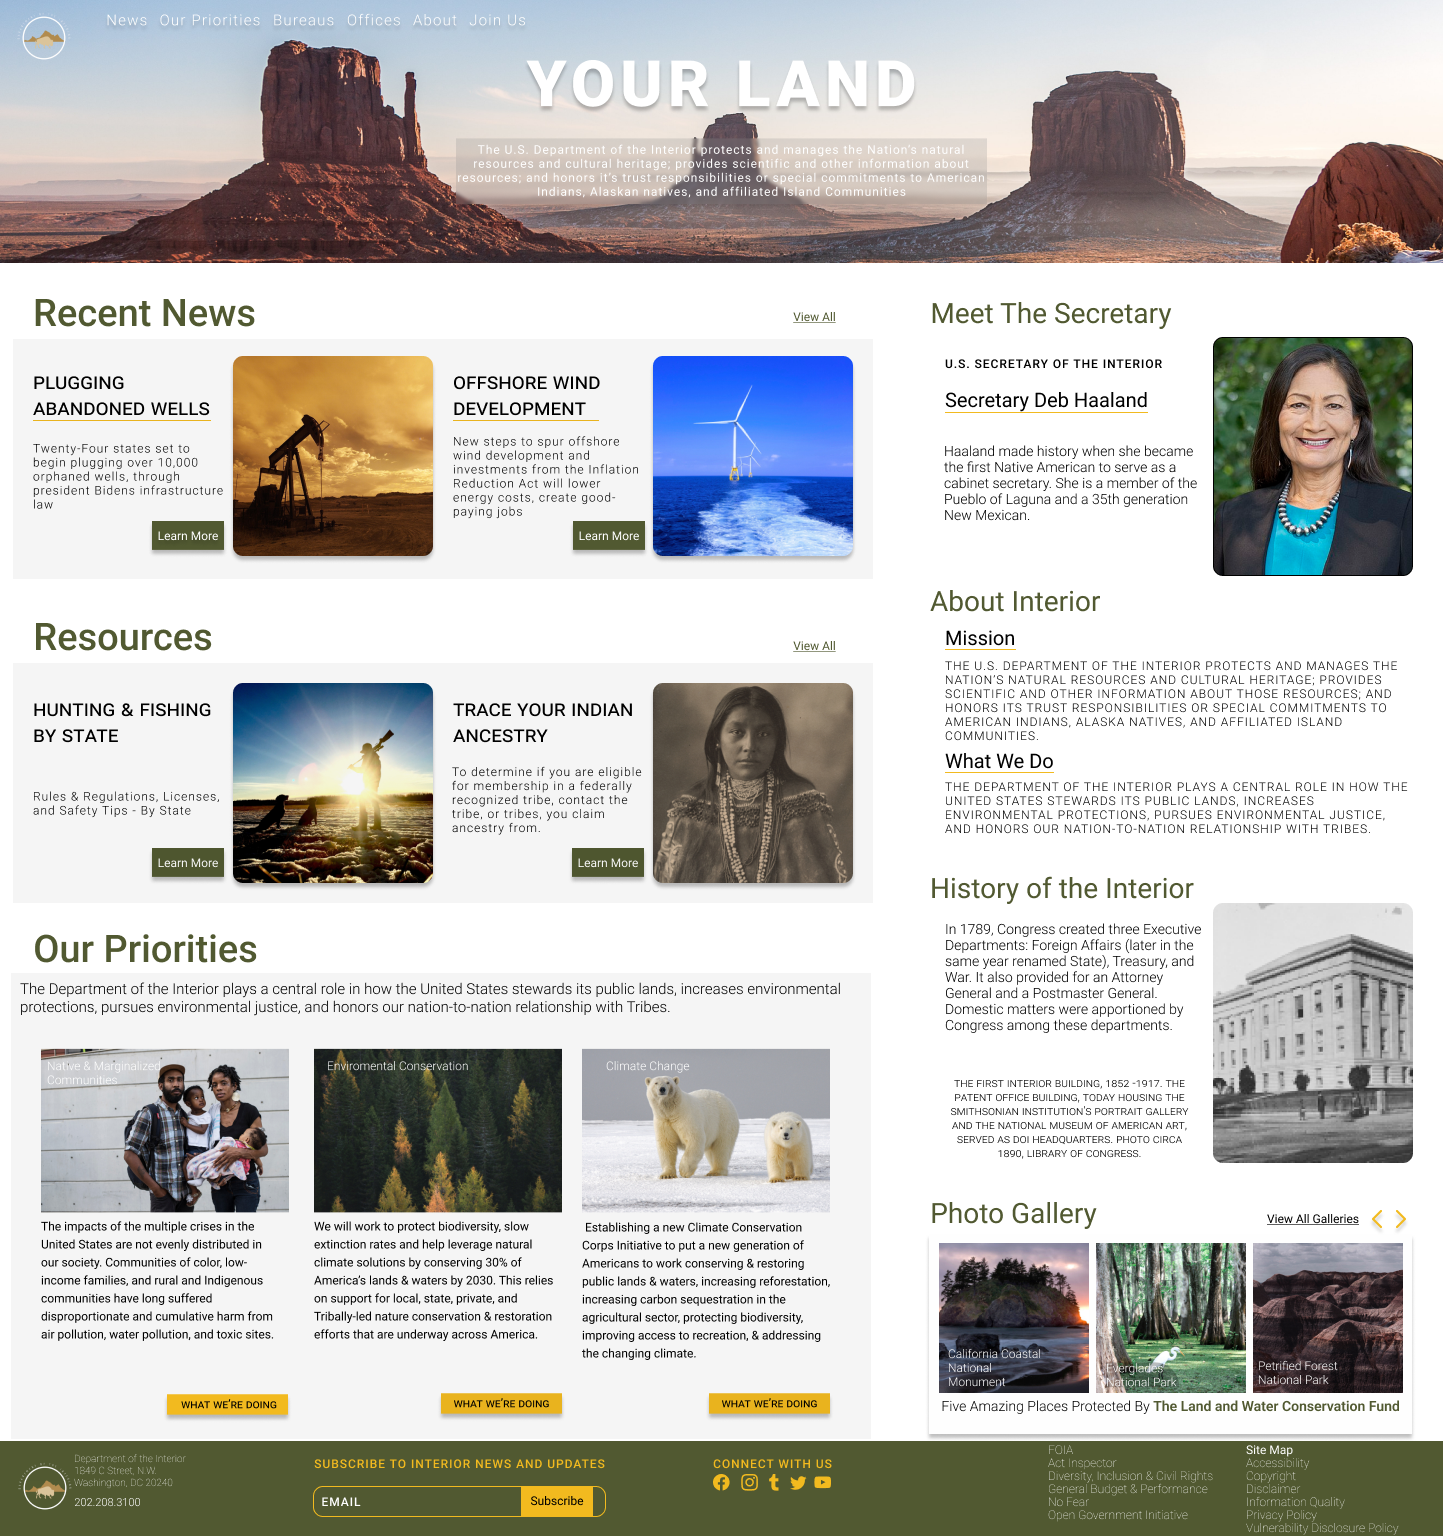 News Our Priorities Bureaus Offices About Join Us
YOUR LAND
The U.S. Department of the Interior protects and manages the Nation's natural
resources and cultural heritage; provides scientific and other information about
resources; and honors it's trust responsibilities or special commitments to American
Indians, Alaskan natives, and affiliated Island Communities
Recent News
View All
PLUGGING
ABANDONED WELLS
Twenty-Four states set to
begin plugging over 10,000
orphaned wells, through
president Bidens infrastructure
law
Learn More
OFFSHORE WIND
DEVELOPMENT
New steps to spur offshore
wind development and
investments from the Inflation
Reduction Act will lower
energy costs, create good-
paying jobs
Learn More
Resources
View All
HUNTING & FISHING
BY STATE
Rules & Regulations, Licenses,
and Safety Tips - By State
Learn More
TRACE YOUR INDIAN
ANCESTRY
To determine if you are eligible
for membership in a federally
recognized tribe, contact the
tribe, or tribes, you claim
ancestry from.
Learn More
Our Priorities
The Department of the Interior plays a central role in how the United States stewards its public lands, increases environmental
protections, pursues environmental justice, and honors our nation-to-nation relationship with Tribes.
Native & Marginalized
Communities
The impacts of the multiple crises in the
United States are not evenly distributed in
our society. Communities of color, low-
income families, and rural and Indigenous
communities have long suffered
disproportionate and cumulative harm from
air pollution, water pollution, and toxic sites.
WHAT WE'RE DOING
Enviromental Conservation
We will work to protect biodiversity, slow
extinction rates and help leverage natural
climate solutions by conserving 30% of
America's lands & waters by 2030. This relies
on support for local, state, private, and
Tribally-led nature conservation & restoration
efforts that are underway across America.
WHAT WE'RE DOING
Climate Change
Establishing a new Climate Conservation
Corps Initiative to put a new generation of
Americans to work conserving & restoring
public lands & waters, increasing reforestation,
increasing carbon sequestration in the
agricultural sector, protecting biodiversity,
improving access to recreation, & addressing
the changing climate.
WHAT WE'RE DOING
Meet The Secretary
U.S. SECRETARY OF THE INTERIOR
Secretary Deb Haaland
Haaland made history when she became
the first Native American to serve as a
cabinet secretary. She is a member of the
Pueblo of Laguna and a 35th generation
New Mexican.
About Interior
Mission
THE U.S. DEPARTMENT OF THE INTERIOR PROTECTS AND MANAGES THE
NATION'S NATURAL RESOURCES AND CULTURAL HERITAGE; PROVIDES
SCIENTIFIC AND OTHER INFORMATION ABOUT THOSE RESOURCES; AND
HONORS ITS TRUST RESPONSIBILITIES OR SPECIAL COMMITMENTS TO
AMERICAN INDIANS, ALASKA NATIVES, AND AFFILIATED ISLAND
COMMUNITIES.
What We Do
THE DEPARTMENT OF THE INTERIOR PLAYS A CENTRAL ROLE IN HOW THE
UNITED STATES STEWARDS ITS PUBLIC LANDS, INCREASES
ENVIRONMENTAL PROTECTIONS, PURSUES ENVIRONMENTAL JUSTICE,
AND HONORS OUR NATION-TO-NATION RELATIONSHIP WITH TRIBES.
History of the Interior
In 1789, Congress created three Executive
Departments: Foreign Affairs (later in the
same year renamed State), Treasury, and
War. It also provided for an Attorney
General and a Postmaster General.
Domestic matters were apportioned by
Congress among these departments.
THE FIRST INTERIOR BUILDING, 1852 -1917. THE
PATENT OFFICE BUILDING, TODAY HOUSING THE
SMITHSONIAN INSTITUTION'S PORTRAIT GALLERY
AND THE NATIONAL MUSEUM OF AMERICAN ART,
SERVED AS DOI HEADQUARTERS. PHOTO CIRCA
1890, LIBRARY OF CONGRESS.
Photo Gallery
View All Galleries
California Coastal
National
Monument
Everglades
National Park
Petrified Forest
National Park
Five Amazing Places Protected By The Land and Water Conservation Fund
Department of the Interior
1849 C Street, N.W.
Washington, DC 20240
202.208.3100
SUBSCRIBE TO INTERIOR NEWS AND UPDATES
EMAIL
Subscribe
CONNECT WITH US
FOIA
Act Inspector
Diversity, Inclusion & Civil Rights
General Budget & Performance
No Fear
Open Government Initiative
Site Map
Accessibility
Copyright
Disclaimer
Information Quality
Privacy Policy
Vulnerability Disclosure Policy